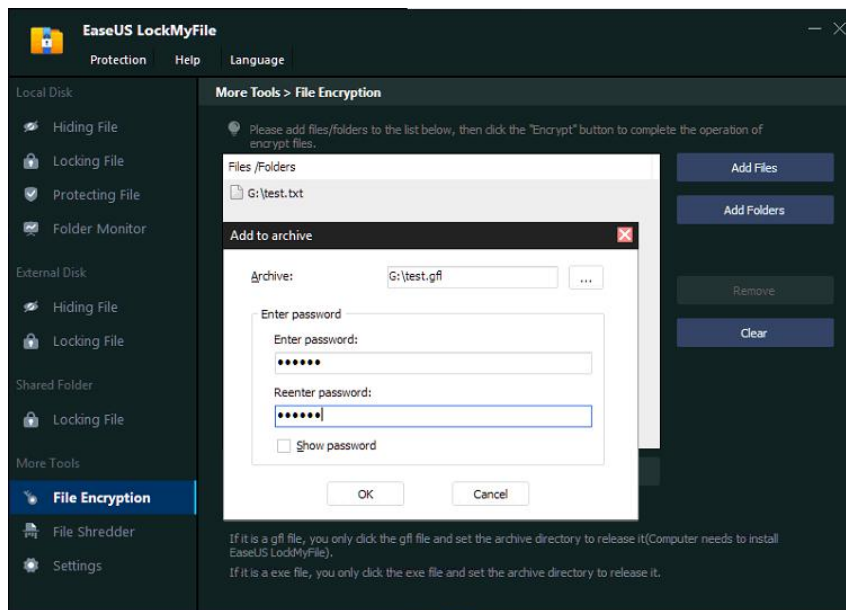 EaseUS LockMyFile
Protection Help Language
Local Disk
Hiding File
Locking File
Protecting File
Folder Monitor
External Disk
Hiding File
Locking File
Shared Folder
Locking File
More Tools
File Encryption
File Shredder
Settings
More Tools > File Encryption
Please add files/folders to the list below, then click the "Encrypt" button to complete the operation of
encrypt files.
Files /Folders
G:\test.txt
Add Files
Add Folders
Remove
Clear
Add to archive
Archive: G:\test.gfl ...
Enter password
Enter password:
••••••
Reenter password:
••••••
Show password
OK Cancel
If it is a gfl file, you only click the gfl file and set the archive directory to release it(Computer needs to install
EaseUS LockMyFile).
If it is a exe file, you only click the exe file and set the archive directory to release it.